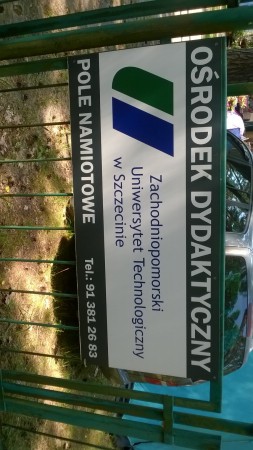 OŚRODEK DYDAKTYCZNY
Zachodniopomorski
Uniwersytet Technologiczny
w Szczecinie
POLE NAMIOTOWE Tel.: 91 381 26 83